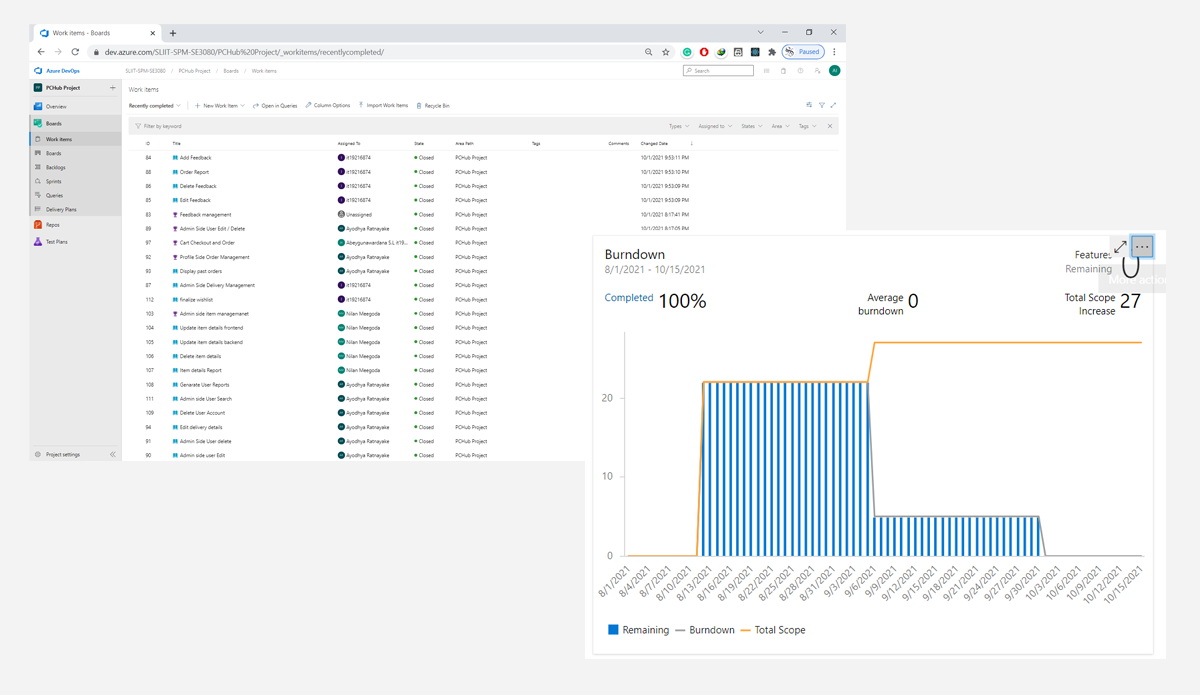 Work items - Boards
dev.azure.com/SLIIT-SPM-SE3080/PCHub%20Project/_workitems/recentlycompleted/
Paused
Azure DevOps
SLIIT-SPM-SE3080 / PCHub Project / Boards / Work items
Search
PCHub Project
Overview
Boards
Work items
Boards
Backlogs
Sprints
Queries
Delivery Plans
Repos
Test Plans
Project settings
Work items
Recently completed
New Work Item
Open in Queries
Column Options
Import Work Items
Recycle Bin
Filter by keyword
Types Assigned to States Area Tags
ID Title Assigned To State Area Path Tags Comments Changed Date
84 Add Feedback it19216874 Closed PCHub Project 10/1/2021 9:53:11 PM
88 Order Report it19216874 Closed PCHub Project 10/1/2021 9:53:10 PM
86 Delete Feedback it19216874 Closed PCHub Project 10/1/2021 9:53:09 PM
85 Edit Feedback it19216874 Closed PCHub Project 10/1/2021 9:53:09 PM
83 Feedback management Unassigned Closed PCHub Project 10/1/2021 8:17:41 PM
89 Admin Side User Edit / Delete Ayodhya Ratnayake Closed PCHub Project 10/1/2021 8:17:05 PM
97 Cart Checkout and Order Abeygunawardana S.L it19... Closed PCHub Project
92 Profile Side Order Management Ayodhya Ratnayake Closed PCHub Project
93 Display past orders Ayodhya Ratnayake Closed PCHub Project
87 Admin Side Delivery Management it19216874 Closed PCHub Project
112 Finalize wishlist it19216874 Closed PCHub Project
103 Admin side item managemanet Nilan Meegoda Closed PCHub Project
104 Update item details frontend Nilan Meegoda Closed PCHub Project
105 Update item details backend Nilan Meegoda Closed PCHub Project
106 Delete item details Nilan Meegoda Closed PCHub Project
107 Item details Report Nilan Meegoda Closed PCHub Project
108 Genarate User Reports Ayodhya Ratnayake Closed PCHub Project
111 Admin side User Search Ayodhya Ratnayake Closed PCHub Project
109 Delete User Account Ayodhya Ratnayake Closed PCHub Project
94 Edit delivery details Ayodhya Ratnayake Closed PCHub Project
91 Admin Side User delete Ayodhya Ratnayake Closed PCHub Project
90 Admin side user Edit Ayodhya Ratnayake Closed PCHub Project
Burndown
8/1/2021 - 10/15/2021
Features
Remaining 0
More actio
Completed 100%
Average burndown 0
Total Scope Increase 27
20
10
0
8/1/2021
8/4/2021
8/7/2021
8/10/2021
8/13/2021
8/16/2021
8/19/2021
8/22/2021
8/25/2021
8/28/2021
8/31/2021
9/3/2021
9/6/2021
9/9/2021
9/12/2021
9/15/2021
9/18/2021
9/21/2021
9/24/2021
9/27/2021
9/30/2021
10/3/2021
10/6/2021
10/9/2021
10/12/2021
10/15/2021
Remaining Burndown Total Scope